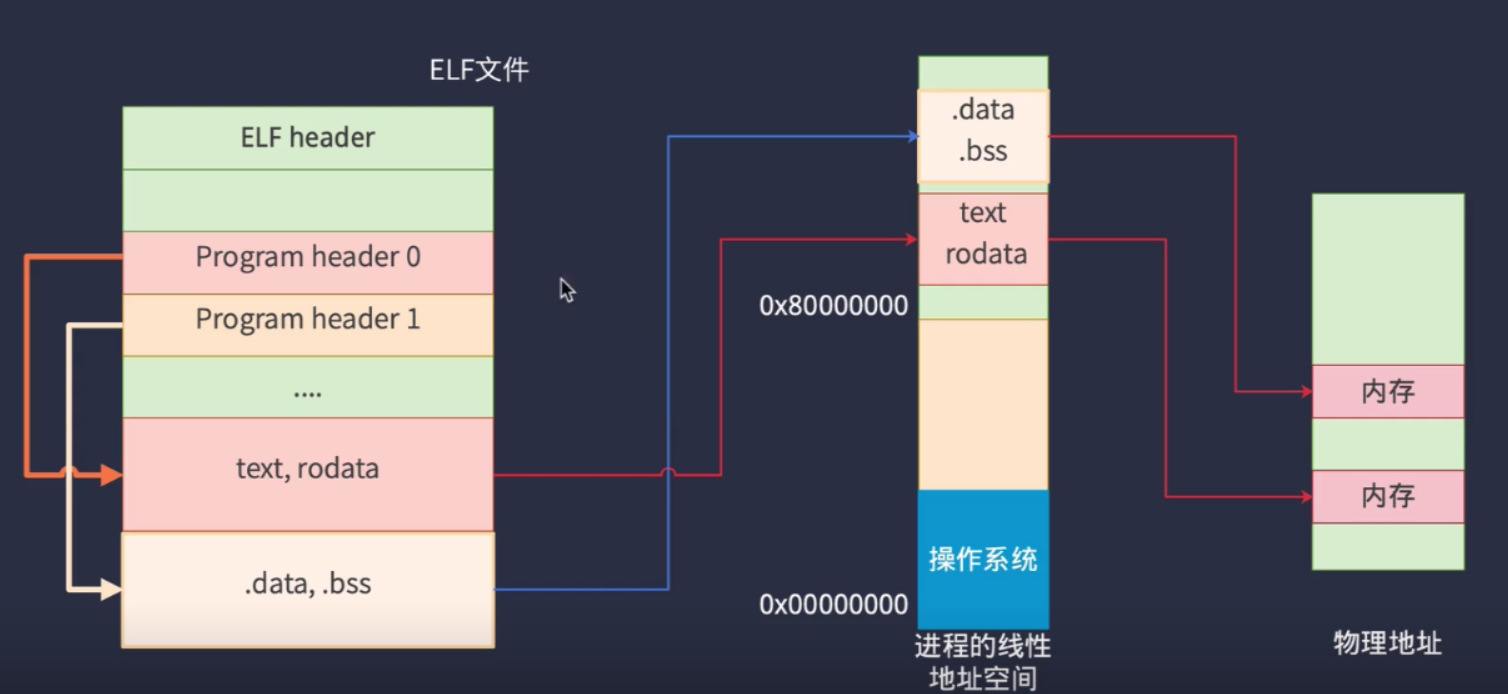 ELF文件
ELF header
Program header 0
Program header 1
....
text, rodata
.data, .bss
.data
.bss
text
rodata
0x80000000
操作系统
0x00000000
进程的线性
地址空间
内存
内存
物理地址